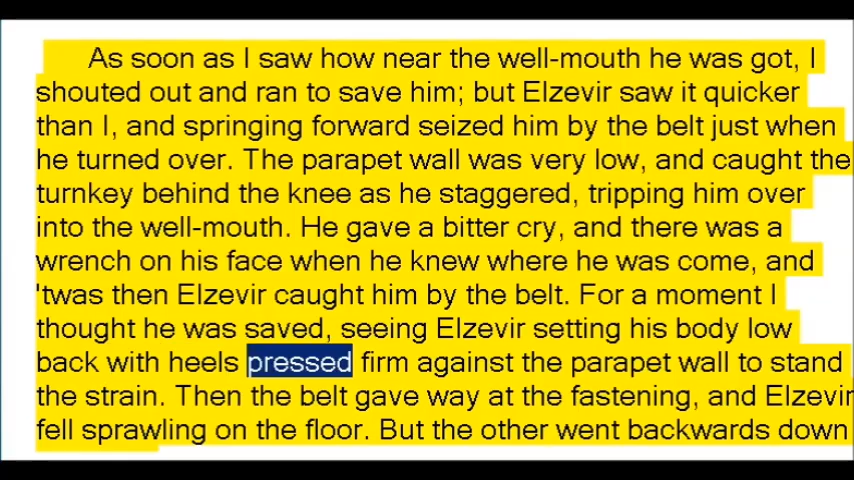 As soon as I saw how near the well-mouth he was got, I
shouted out and ran to save him; but Elzevir saw it quicker
than I, and springing forward seized him by the belt just when
he turned over. The parapet wall was very low, and caught the
turnkey behind the knee as he staggered, tripping him over
into the well-mouth. He gave a bitter cry, and there was a
wrench on his face when he knew where he was come, and
'twas then Elzevir caught him by the belt. For a moment I
thought he was saved, seeing Elzevir setting his body low
back with heels pressed firm against the parapet wall to stand
the strain. Then the belt gave way at the fastening, and Elzevir
fell sprawling on the floor. But the other went backwards down